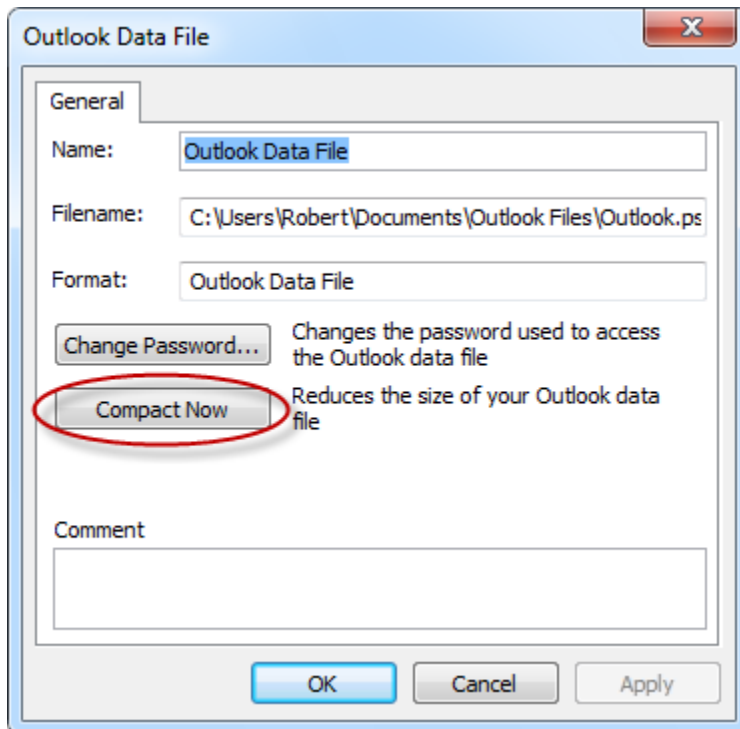 Outlook Data File
General
Name:
Outlook Data File
Filename:
C:\Users\Robert\Documents\Outlook Files\Outlook.ps
Format:
Outlook Data File
Change Password...
Changes the password used to access
the Outlook data file
Compact Now
Reduces the size of your Outlook data
file
Comment
OK
Cancel
Apply